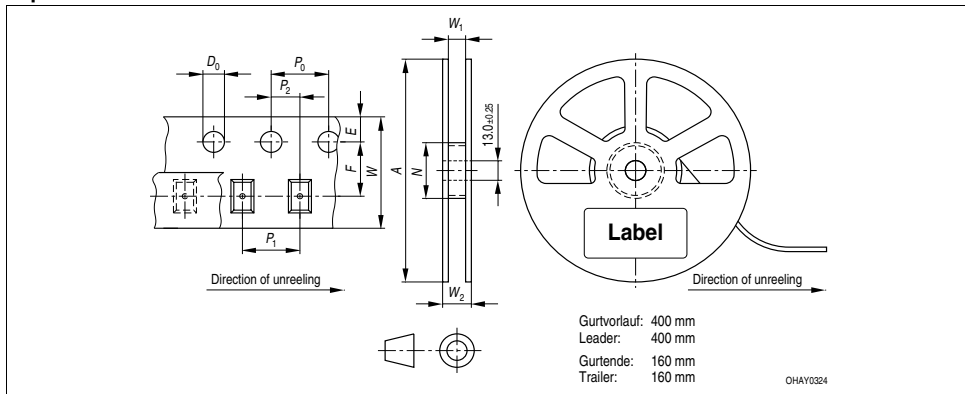 W₁
D₀
P₀
P₂
E
F
W
A
N
13.0±0.25
Label
P₁
Direction of unreeling
W₂
Direction of unreeling
Gurtvorlauf: 400 mm
Leader: 400 mm
Gurtende: 160 mm
Trailer: 160 mm
OHAY0324